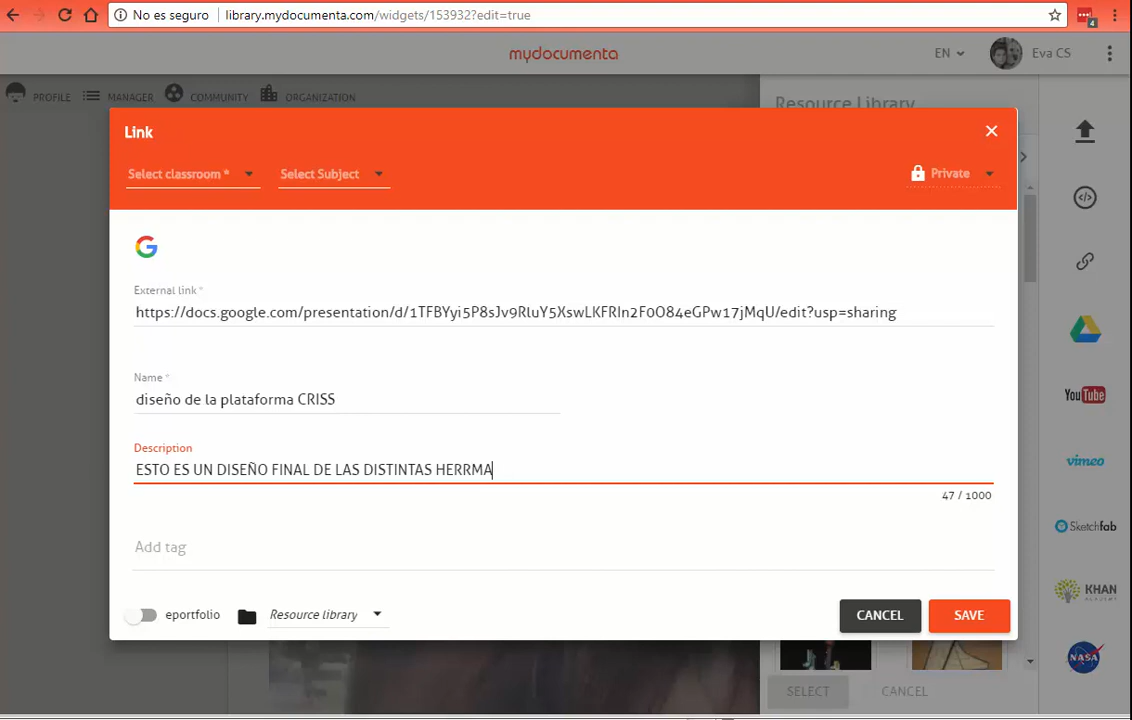 No es seguro library.mydocumenta.com/widgets/153932?edit=true
4
mydocumenta
EN
Eva CS
PROFILE MANAGER COMMUNITY ORGANIZATION
Resource Library
Link
Select classroom * Select Subject Private
External link *
https://docs.google.com/presentation/d/1TFBYyi5P8sJv9RluY5XswLKFRIn2F0O84eGPw17jMqU/edit?usp=sharing
Name *
diseño de la plataforma CRISS
Description
ESTO ES UN DISEÑO FINAL DE LAS DISTINTAS HERRMA
47 / 1000
Add tag
eportfolio Resource library CANCEL SAVE
YouTube
vimeo
Sketchfab
KHAN
NASA
SELECT CANCEL